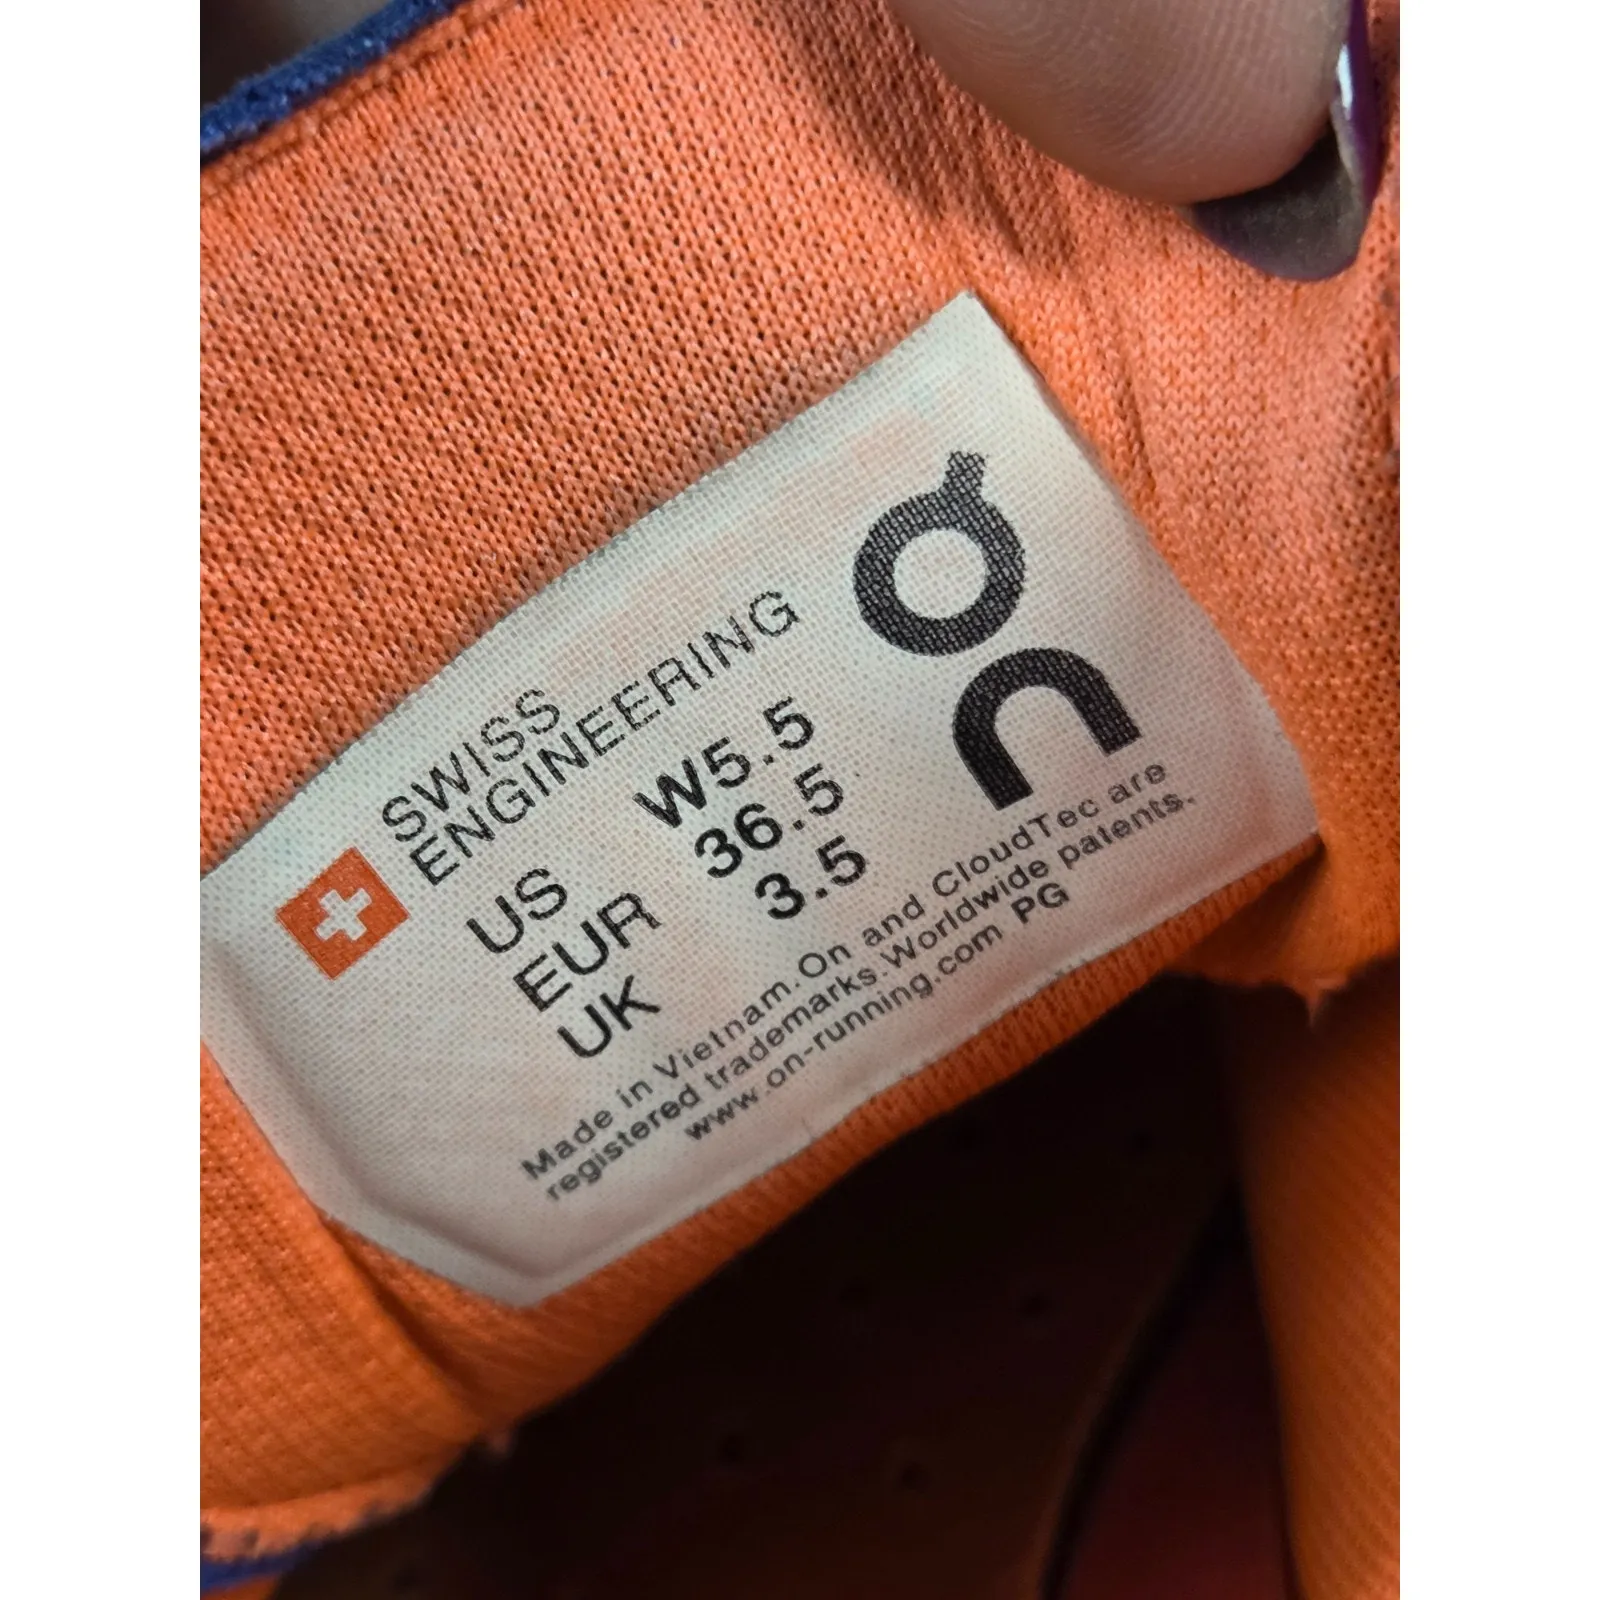 SWISS
ENGINEERING
On
US W5.5
EUR 36.5
UK 3.5
Made in Vietnam.On and CloudTec are
registered trademarks.Worldwide patents.
www.on-running.com PG